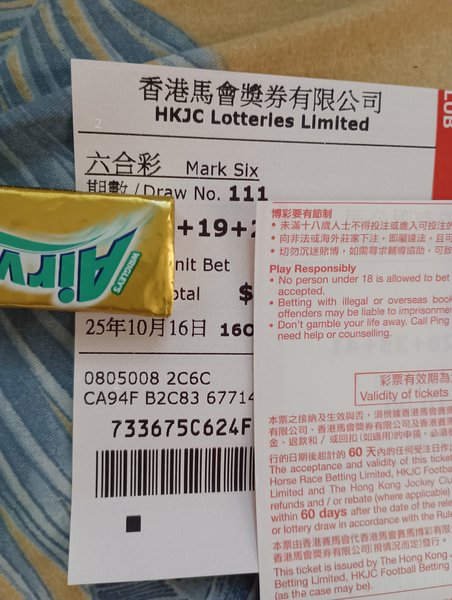 香港馬會獎券有限公司
HKJC Lotteries Limited
2
六合彩 Mark Six
期數 / Draw No. 111
+19+2
Unit Bet
Total $
25年10月16日 160
0805008 2C6C
CA94F B2C83 67714
733675C624F
WRIGLEY'S
Air
LUB
博彩要有節制
• 未滿十八歲人士不得投注或進入可投注的
• 向非法或海外莊家下注，即屬違法，且可
• 切勿沉迷賭博，如需尋求輔導協助，可致
Play Responsibly
• No person under 18 is allowed to bet
accepted.
• Betting with illegal or overseas book
offenders may be liable to imprisonmen
• Don't gamble your life away. Call Ping
need help or counselling.
彩票有效期為
Validity of tickets
本票之接納及生效與否，須根據香港賽馬
有限公司、香港馬會獎券有限公司及香港賽馬
金、退款和 / 或回扣 (如適用) 的申領，必須
行的日期後起計的 60 天內的任何受注日作出
The acceptance and validity of this ticket
Horse Race Betting Limited, HKJC Football
Limited and The Hong Kong Jockey Clu
refunds and / or rebate (where applicable)
within 60 days after the date of the rele
or lottery draw in accordance with the Rule
本票由香港賽馬會代香港賽馬會博彩有限
香港馬會獎券有限公司(視情況而定)發行。
This ticket is issued by The Hong Kong
Betting Limited, HKJC Football Betting
(as the case may be).